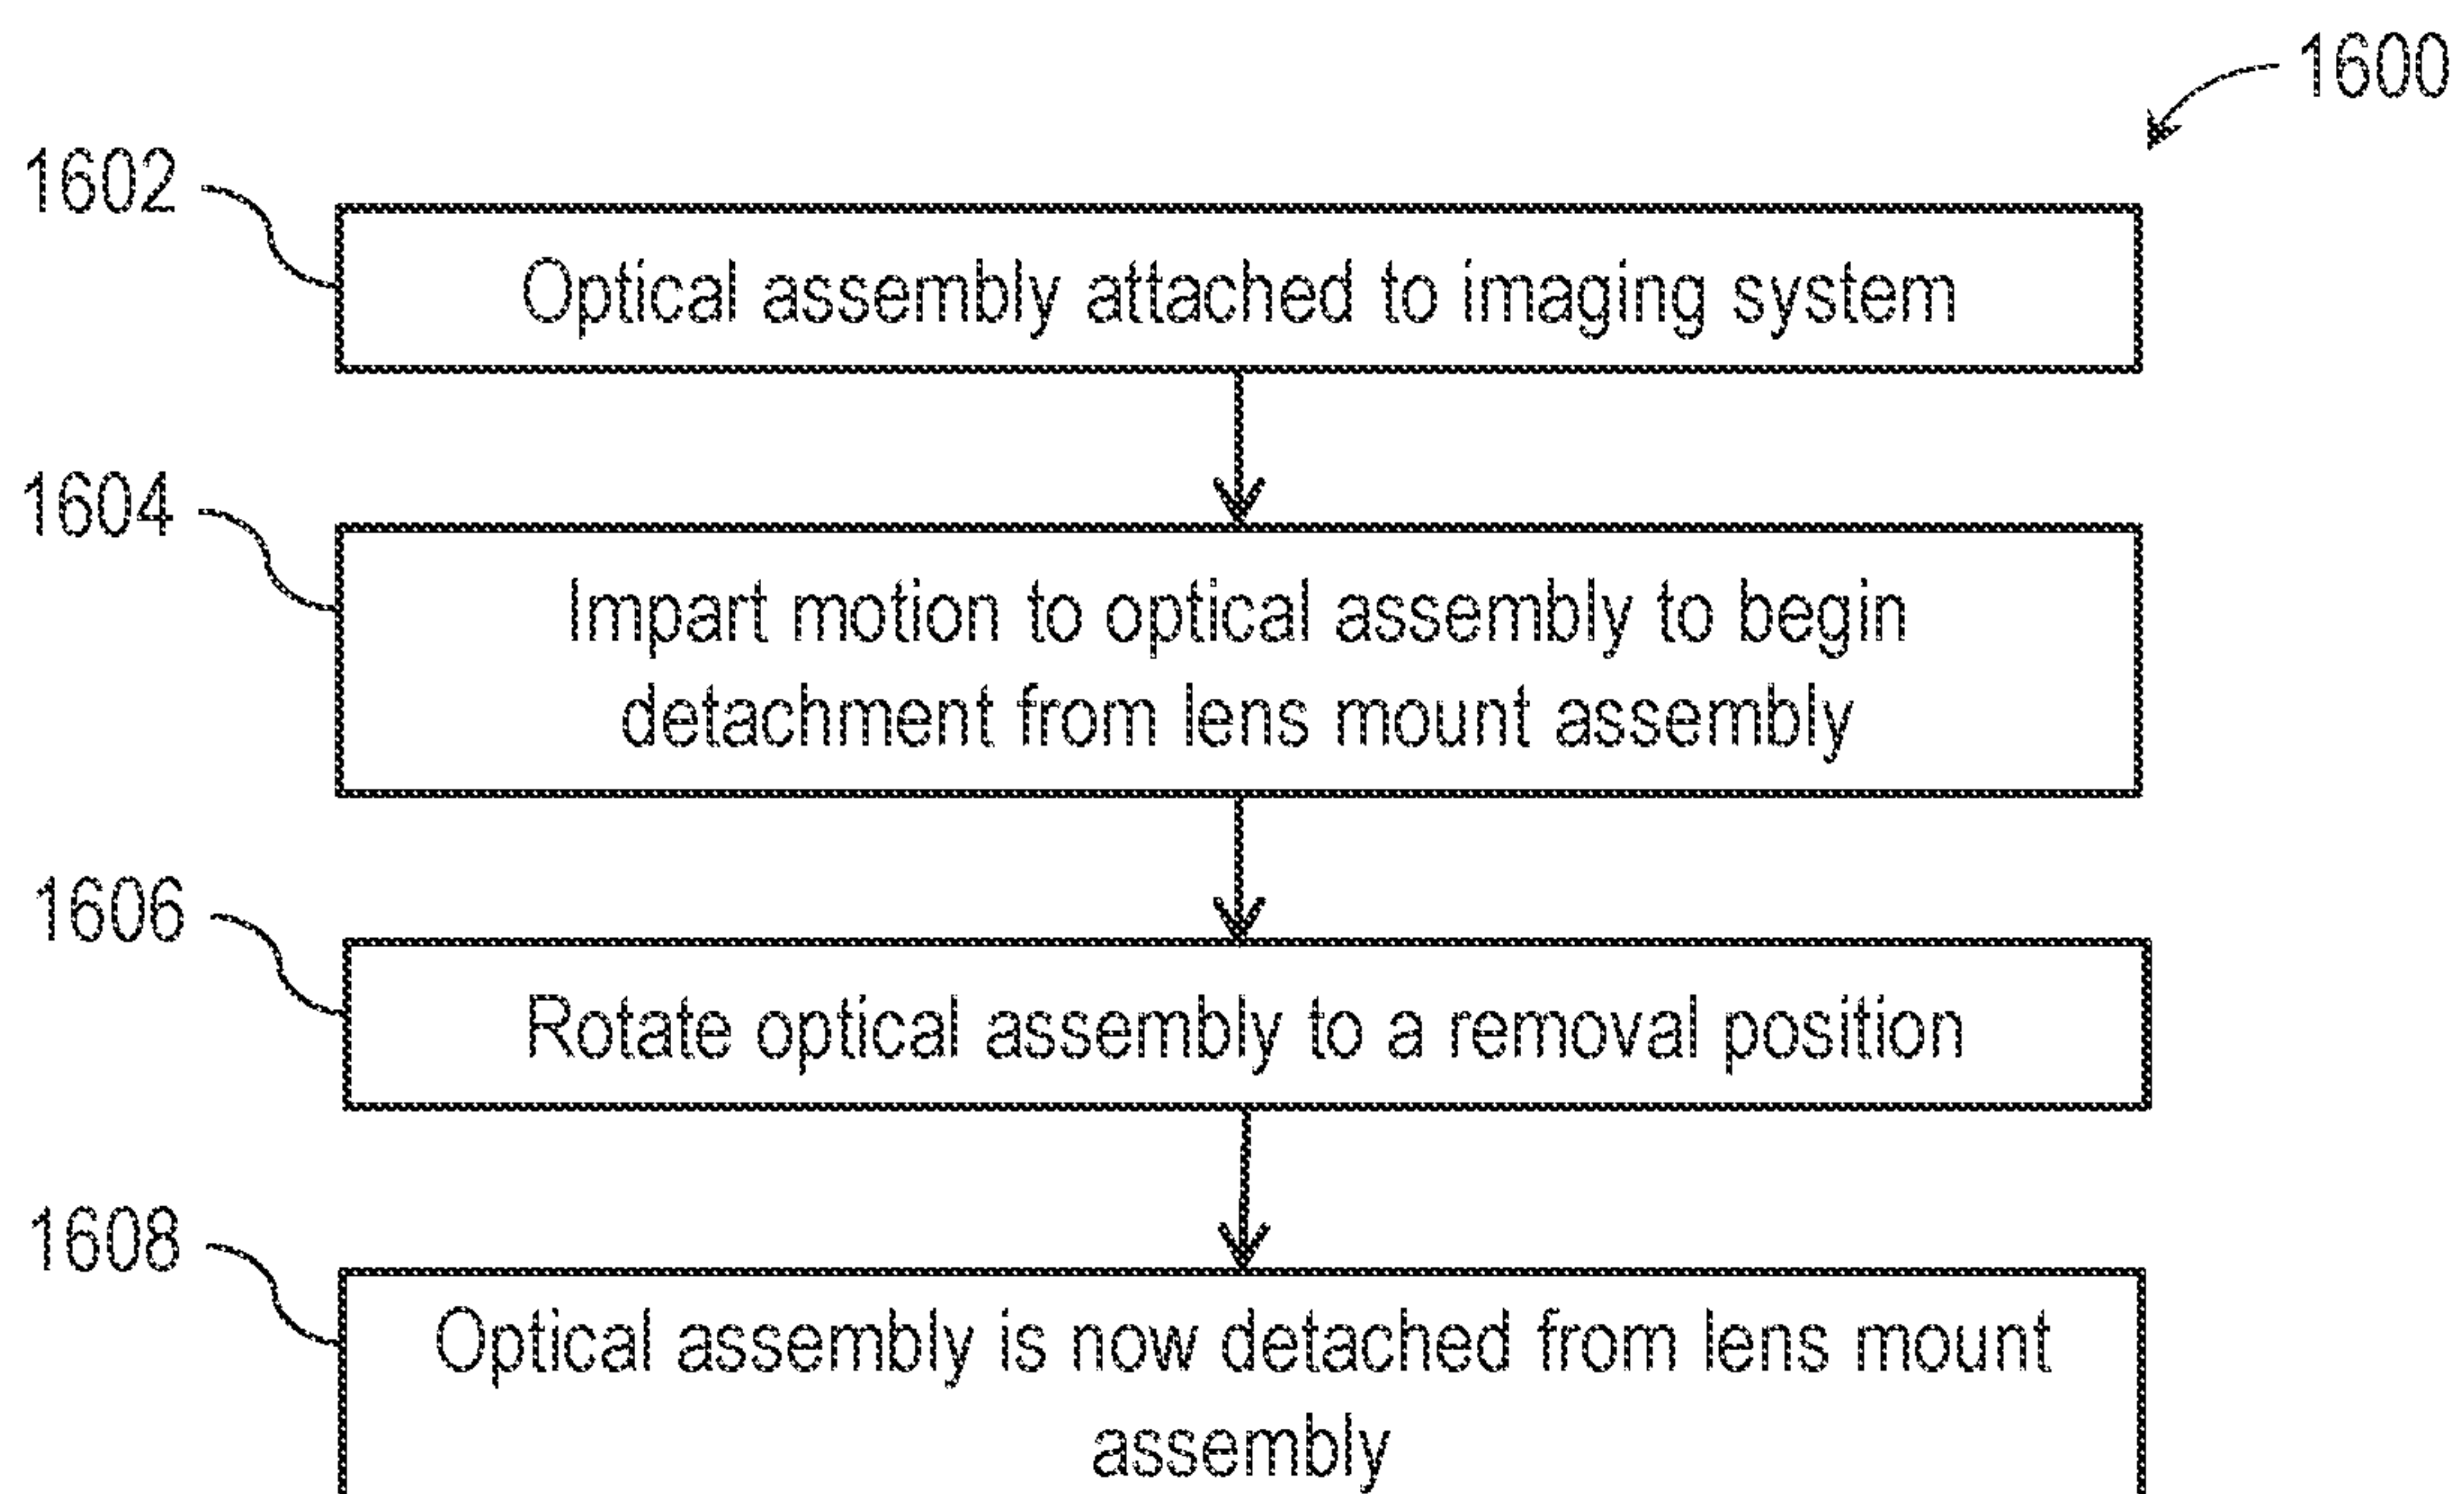 1600
1602
Optical assembly attached to imaging system
1604
Impart motion to optical assembly to begin
detachment from lens mount assembly
1606
Rotate optical assembly to a removal position
1608
Optical assembly is now detached from lens mount
assembly